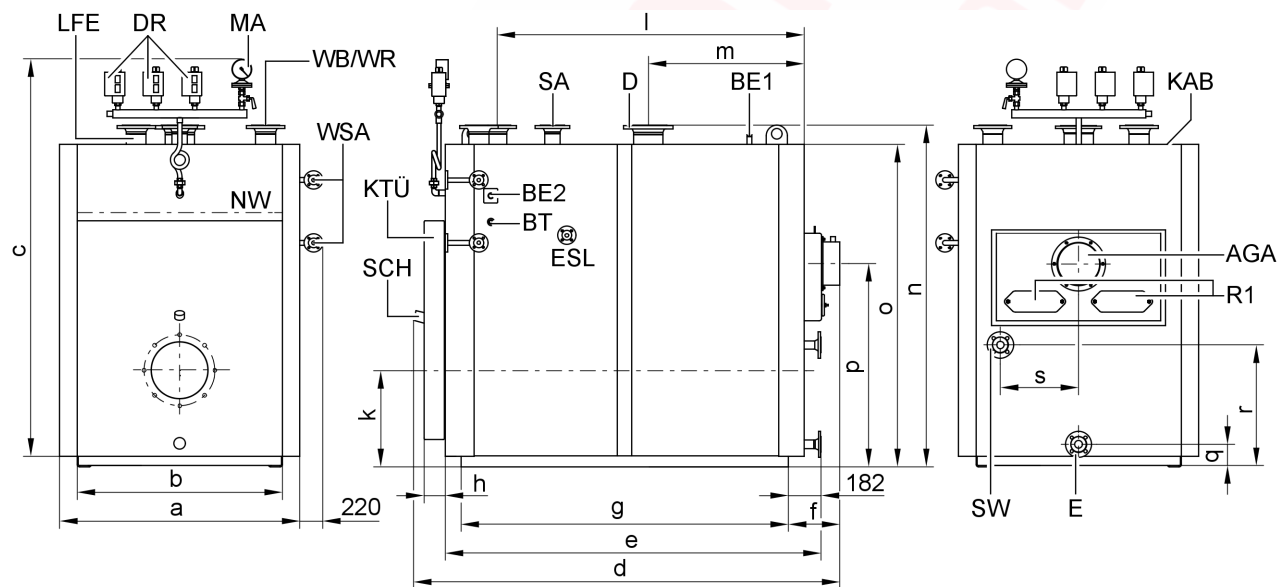 LFE DR MA
WB/WR
WSA
NW
c
b
a 220
l
m
SA D BE1
KTÜ
BE2
BT
ESL
SCH
k
p
o
n
h
g
182
f
e
d
KAB
AGA
R1
s
r
q
SW E